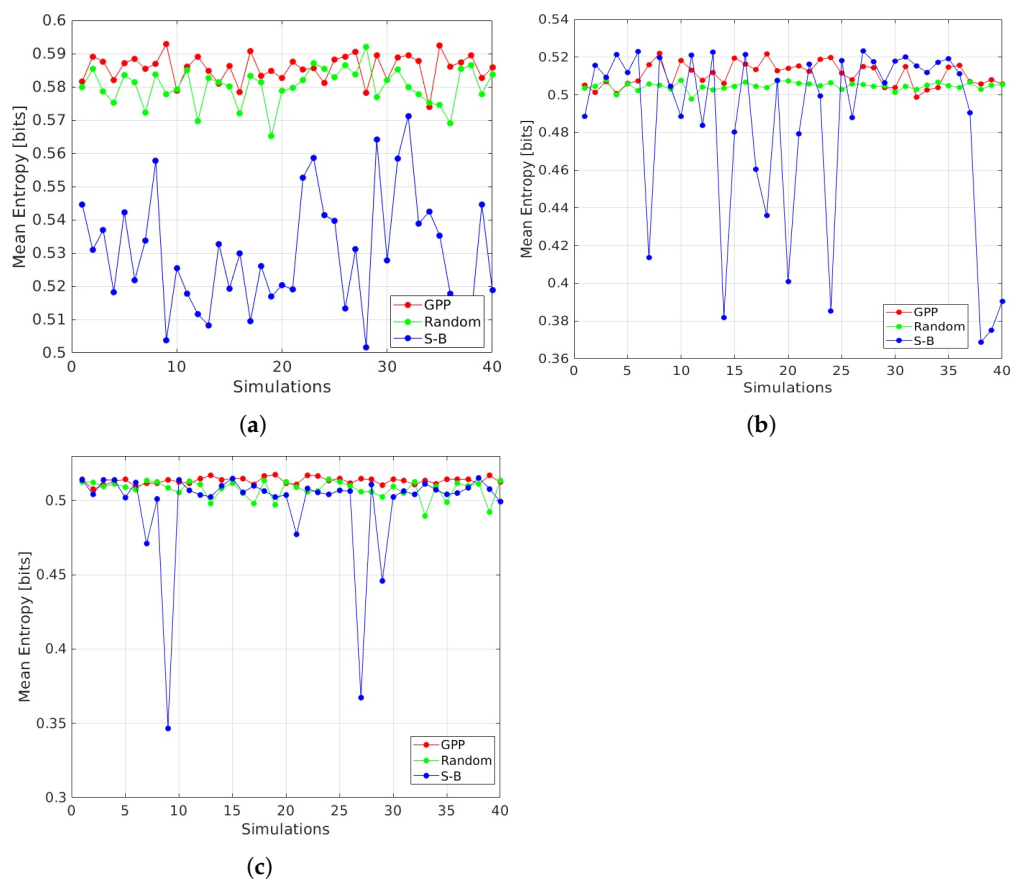 0.6
0.59
0.58
0.57
0.56
0.55
0.54
0.53
0.52
0.51
0.5
Mean Entropy [bits]
GPP
Random
S-B
0 10 20 30 40
Simulations
(a)
0.54
0.52
0.5
0.48
0.46
0.44
0.42
0.4
0.38
0.36
Mean Entropy [bits]
GPP
Random
S-B
0 5 10 15 20 25 30 35 40
Simulations
(b)
0.5
0.45
0.4
0.35
0.3
Mean Entropy [bits]
GPP
Random
S-B
0 5 10 15 20 25 30 35 40
Simulations
(c)